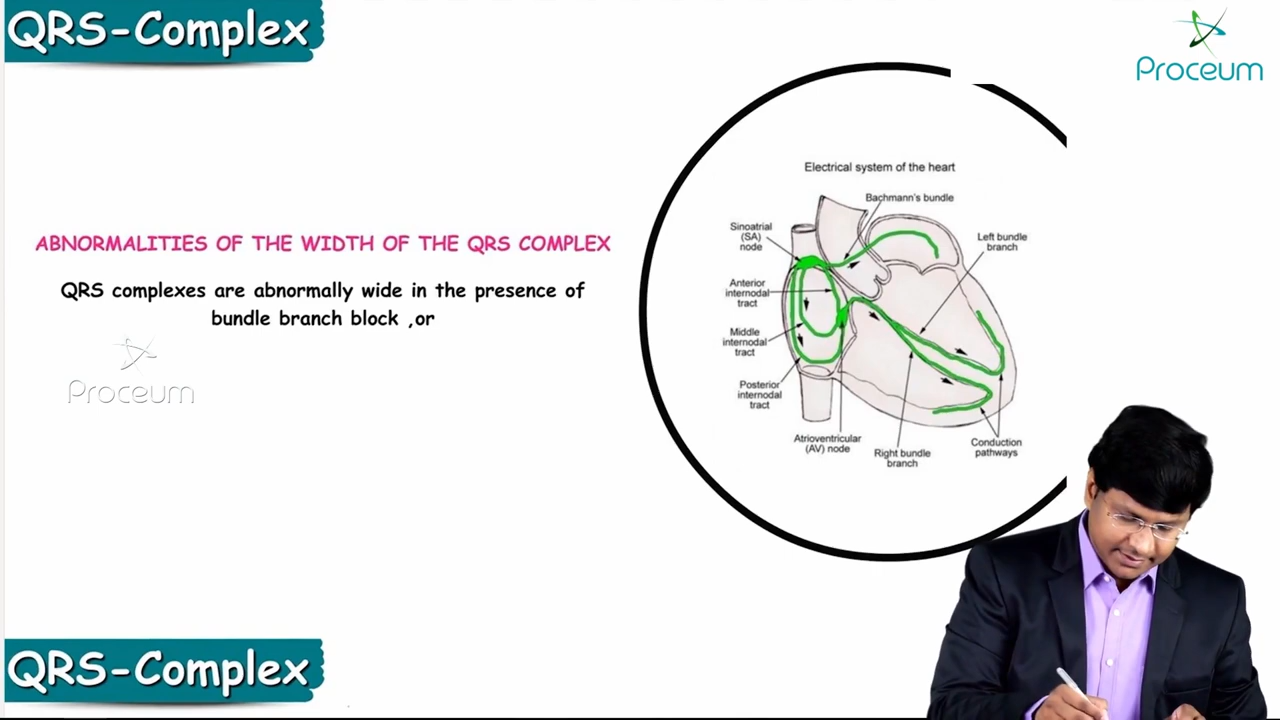 QRS-Complex
Proceum
ABNORMALITIES OF THE WIDTH OF THE QRS COMPLEX
QRS complexes are abnormally wide in the presence of
bundle branch block ,or
Proceum
Electrical system of the heart
Bachmann's bundle
Sinoatrial
(SA)
node
Left bundle
branch
Anterior
internodal
tract
Middle
internodal
tract
Posterior
internodal
tract
Atrioventricular
(AV) node
Right bundle
branch
Conduction
pathways
QRS-Complex